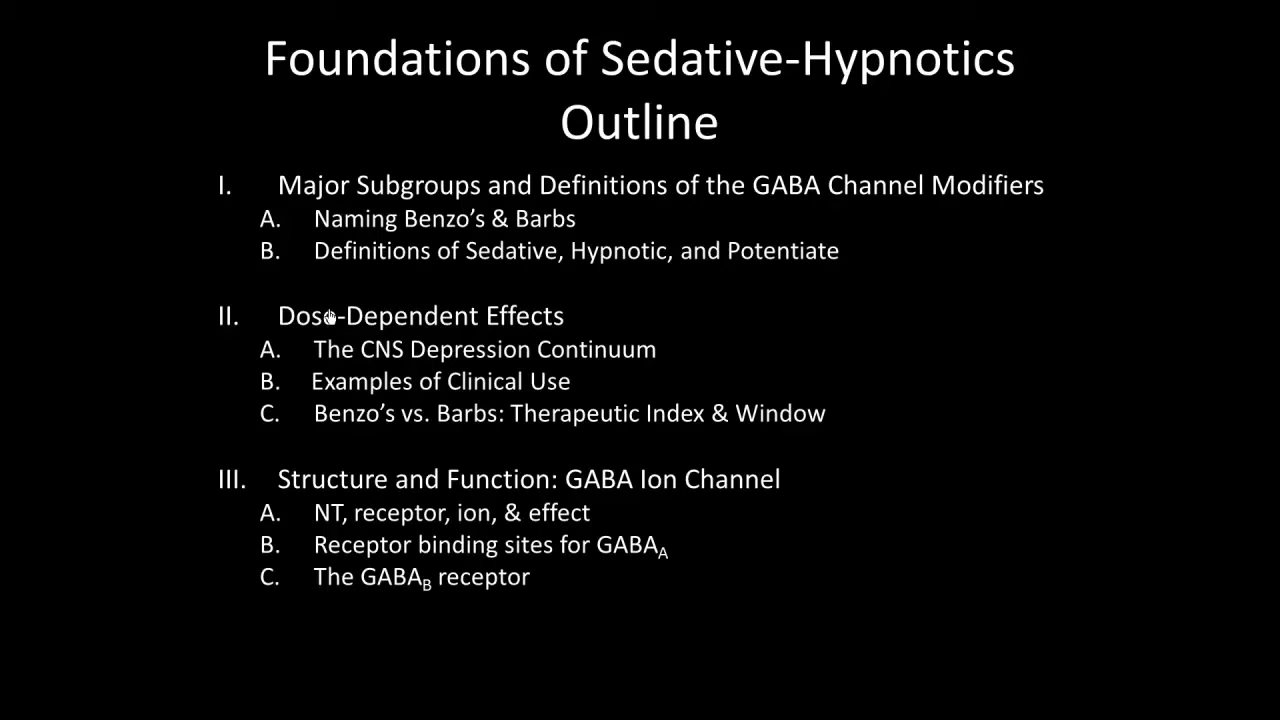 Foundations of Sedative-Hypnotics
Outline
I. Major Subgroups and Definitions of the GABA Channel Modifiers
A. Naming Benzo’s & Barbs
B. Definitions of Sedative, Hypnotic, and Potentiate
II. Dose-Dependent Effects
A. The CNS Depression Continuum
B. Examples of Clinical Use
C. Benzo’s vs. Barbs: Therapeutic Index & Window
III. Structure and Function: GABA Ion Channel
A. NT, receptor, ion, & effect
B. Receptor binding sites for GABAA
C. The GABAB receptor